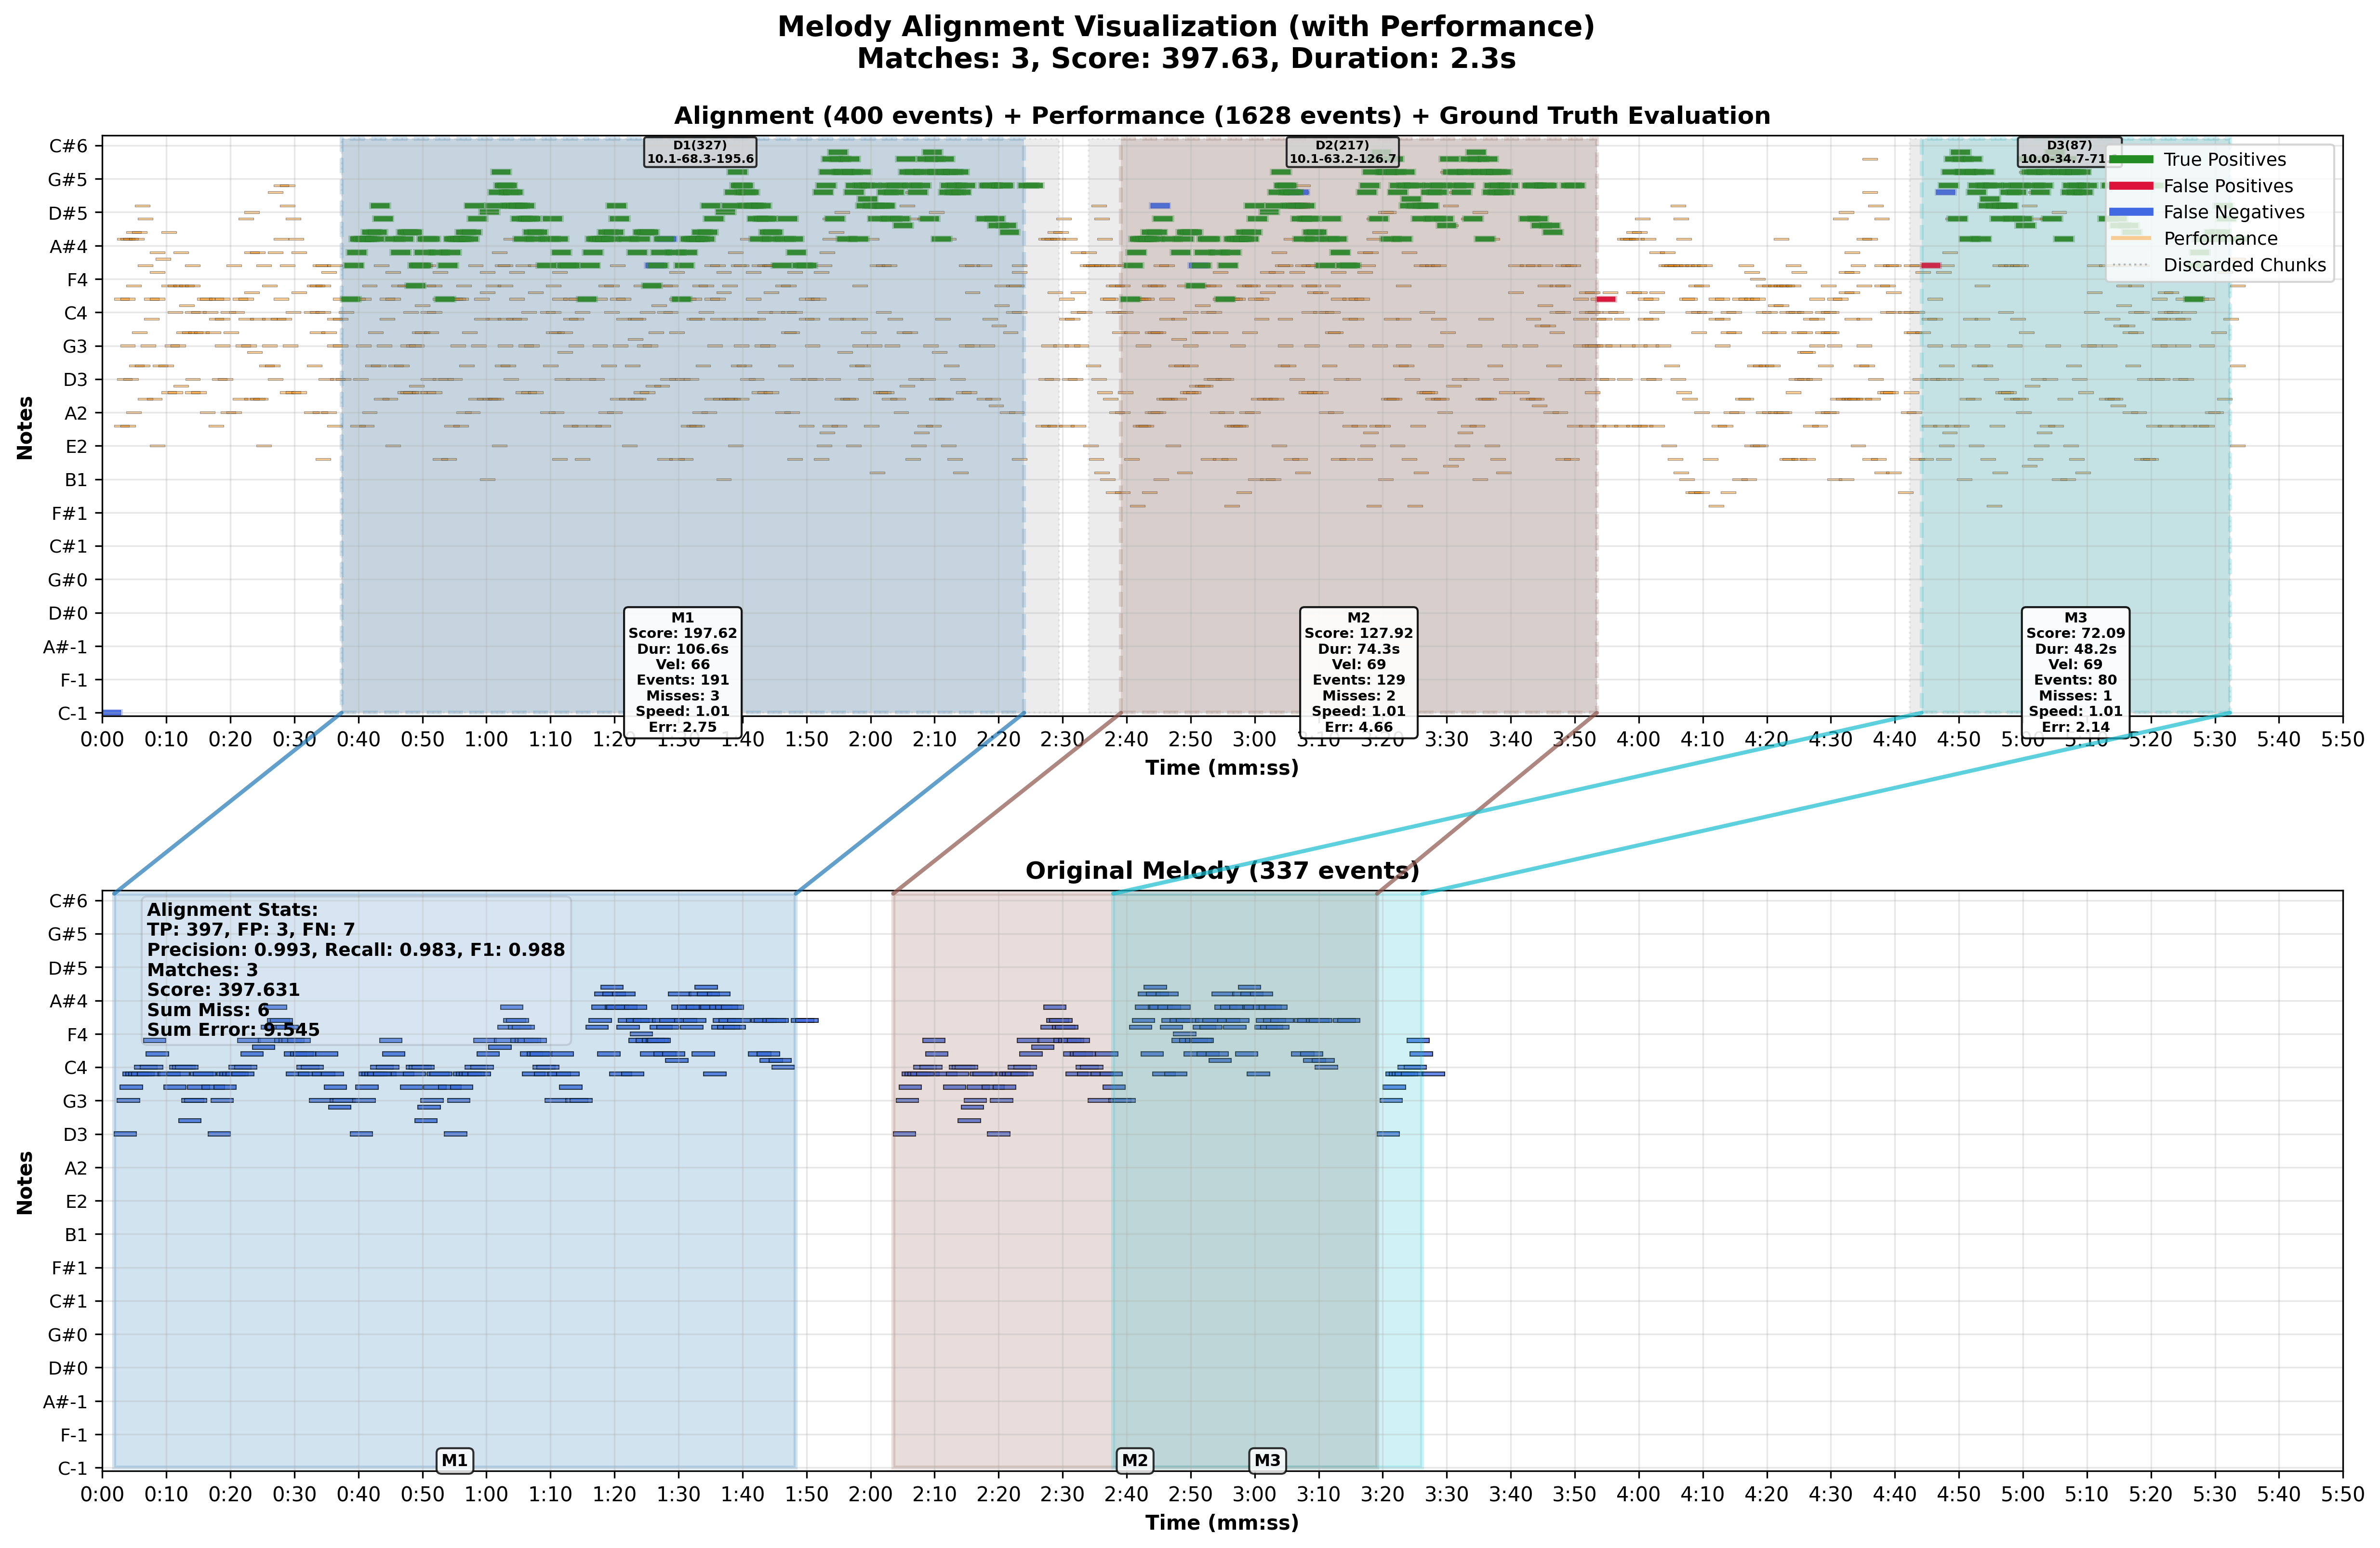 Melody Alignment Visualization (with Performance)
Matches: 3, Score: 397.63, Duration: 2.3s
Alignment (400 events) + Performance (1628 events) + Ground Truth Evaluation
Notes
C#6
G#5
D#5
A#4
F4
C4
G3
D3
A2
E2
B1
F#1
C#1
G#0
D#0
A#-1
F-1
C-1
D1(327)
10.1-68.3-195.6
D2(217)
10.1-63.2-126.7
D3(87)
10.0-34.7-71
True Positives
False Positives
False Negatives
Performance
Discarded Chunks
M1
Score: 197.62
Dur: 106.6s
Vel: 66
Events: 191
Misses: 3
Speed: 1.01
Err: 2.75
M2
Score: 127.92
Dur: 74.3s
Vel: 69
Events: 129
Misses: 2
Speed: 1.01
Err: 4.66
M3
Score: 72.09
Dur: 48.2s
Vel: 69
Events: 80
Misses: 1
Speed: 1.01
Err: 2.14
0:00 0:10 0:20 0:30 0:40 0:50 1:00 1:10 1:20 1:30 1:40 1:50 2:00 2:10 2:20 2:30 2:40 2:50 3:00 3:10 3:20 3:30 3:40 3:50 4:00 4:10 4:20 4:30 4:40 4:50 5:00 5:10 5:20 5:30 5:40 5:50
Time (mm:ss)
Original Melody (337 events)
Notes
C#6
G#5
D#5
A#4
F4
C4
G3
D3
A2
E2
B1
F#1
C#1
G#0
D#0
A#-1
F-1
C-1
Alignment Stats:
TP: 397, FP: 3, FN: 7
Precision: 0.993, Recall: 0.983, F1: 0.988
Matches: 3
Score: 397.631
Sum Miss: 6
Sum Error: 9.545
M1
M2
M3
0:00 0:10 0:20 0:30 0:40 0:50 1:00 1:10 1:20 1:30 1:40 1:50 2:00 2:10 2:20 2:30 2:40 2:50 3:00 3:10 3:20 3:30 3:40 3:50 4:00 4:10 4:20 4:30 4:40 4:50 5:00 5:10 5:20 5:30 5:40 5:50
Time (mm:ss)